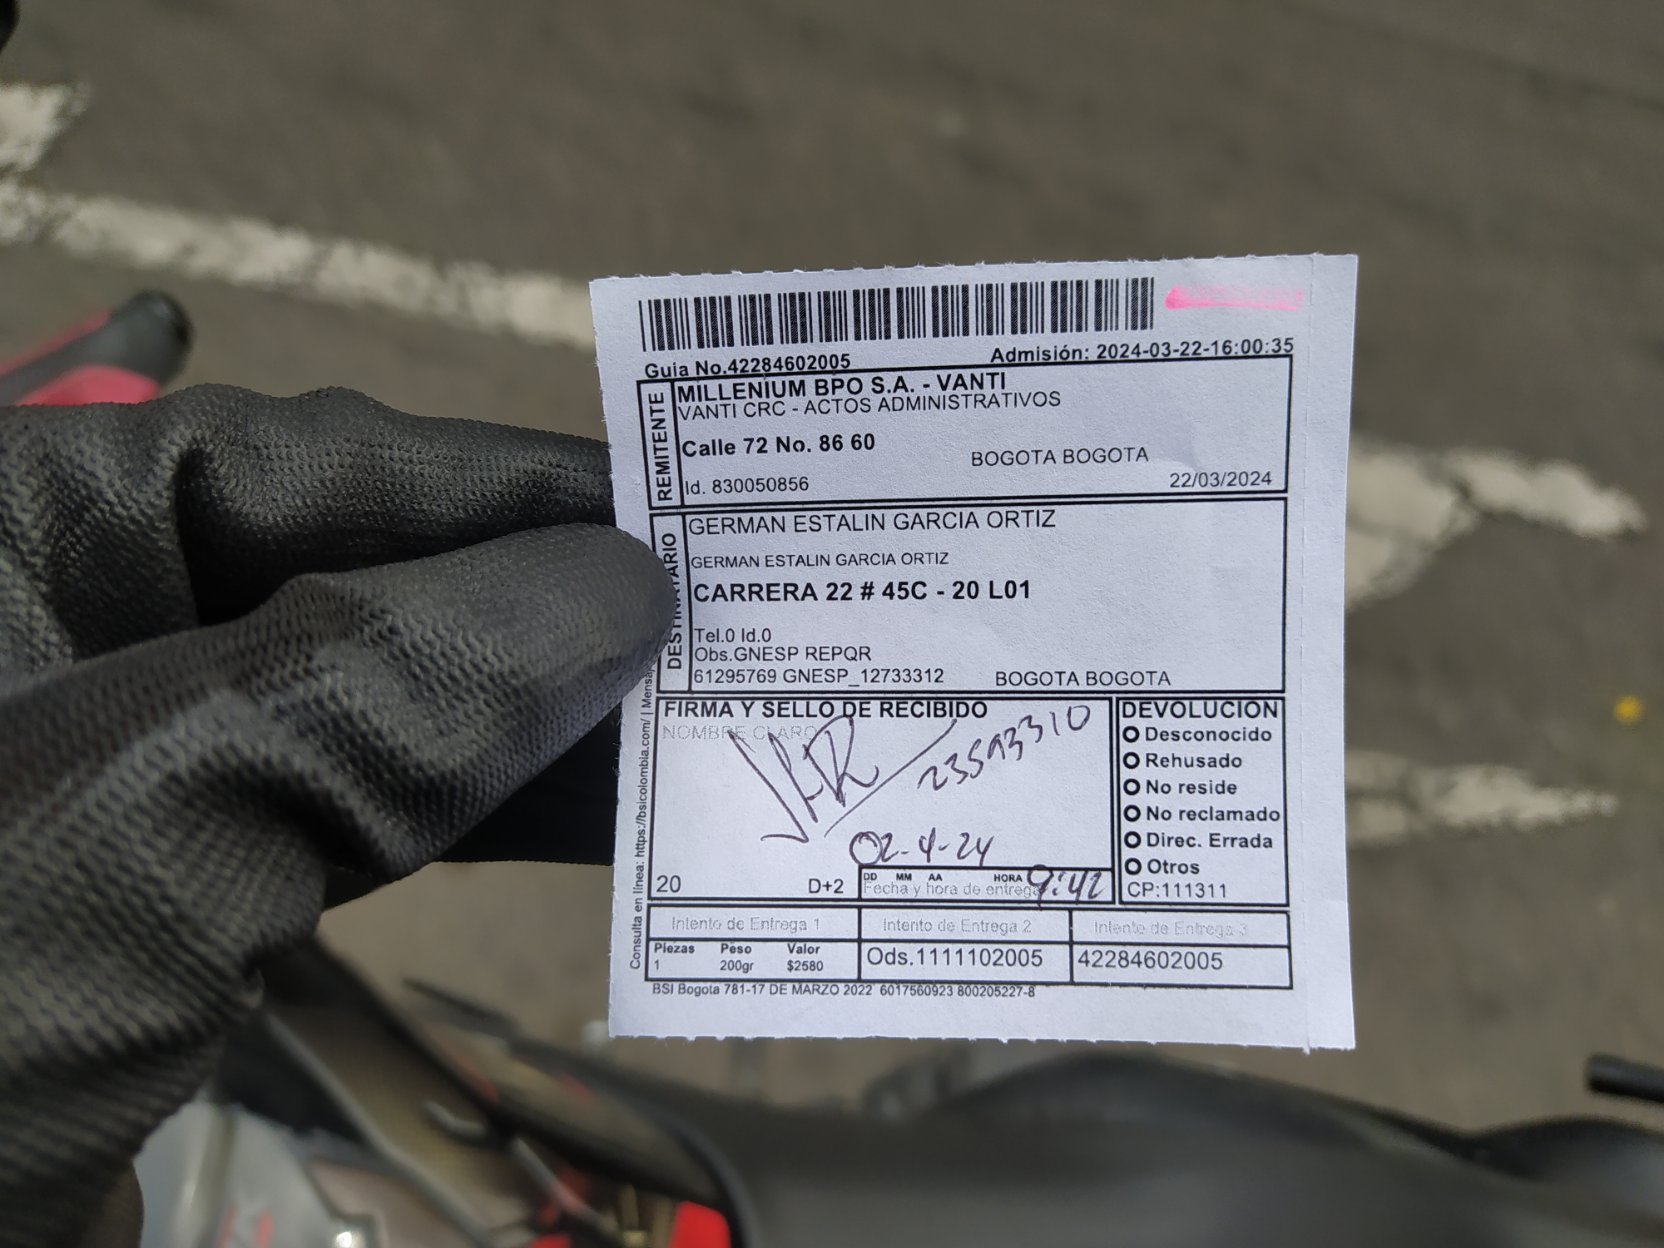 Guia No.42284602005
Admisión: 2024-03-22-16:00:35
REMITENTE
MILLENIUM BPO S.A. - VANTI
VANTI CRC - ACTOS ADMINISTRATIVOS
Calle 72 No. 86 60
BOGOTA BOGOTA
Id. 830050856
22/03/2024
DESTINATARIO
GERMAN ESTALIN GARCIA ORTIZ
GERMAN ESTALIN GARCIA ORTIZ
CARRERA 22 # 45C - 20 L01
Tel.0 Id.0
Obs.GNESP REPQR
61295769 GNESP_12733312
BOGOTA BOGOTA
FIRMA Y SELLO DE RECIBIDO
NOMBRE CLARO
23593310
02-4-24
20
D+2
DD MM AA HORA
Fecha y hora de entrega
9:42
DEVOLUCION
Desconocido
Rehusado
No reside
No reclamado
Direc. Errada
Otros
CP:111311
Intento de Entrega 1
Intento de Entrega 2
Intento de Entrega 3
Piezas Peso Valor
1 200gr $2580
Ods.1111102005
42284602005
BSI Bogota 781-17 DE MARZO 2022 6017560923 800205227-8
Consulta en linea: https://bsicolombia.com/ |